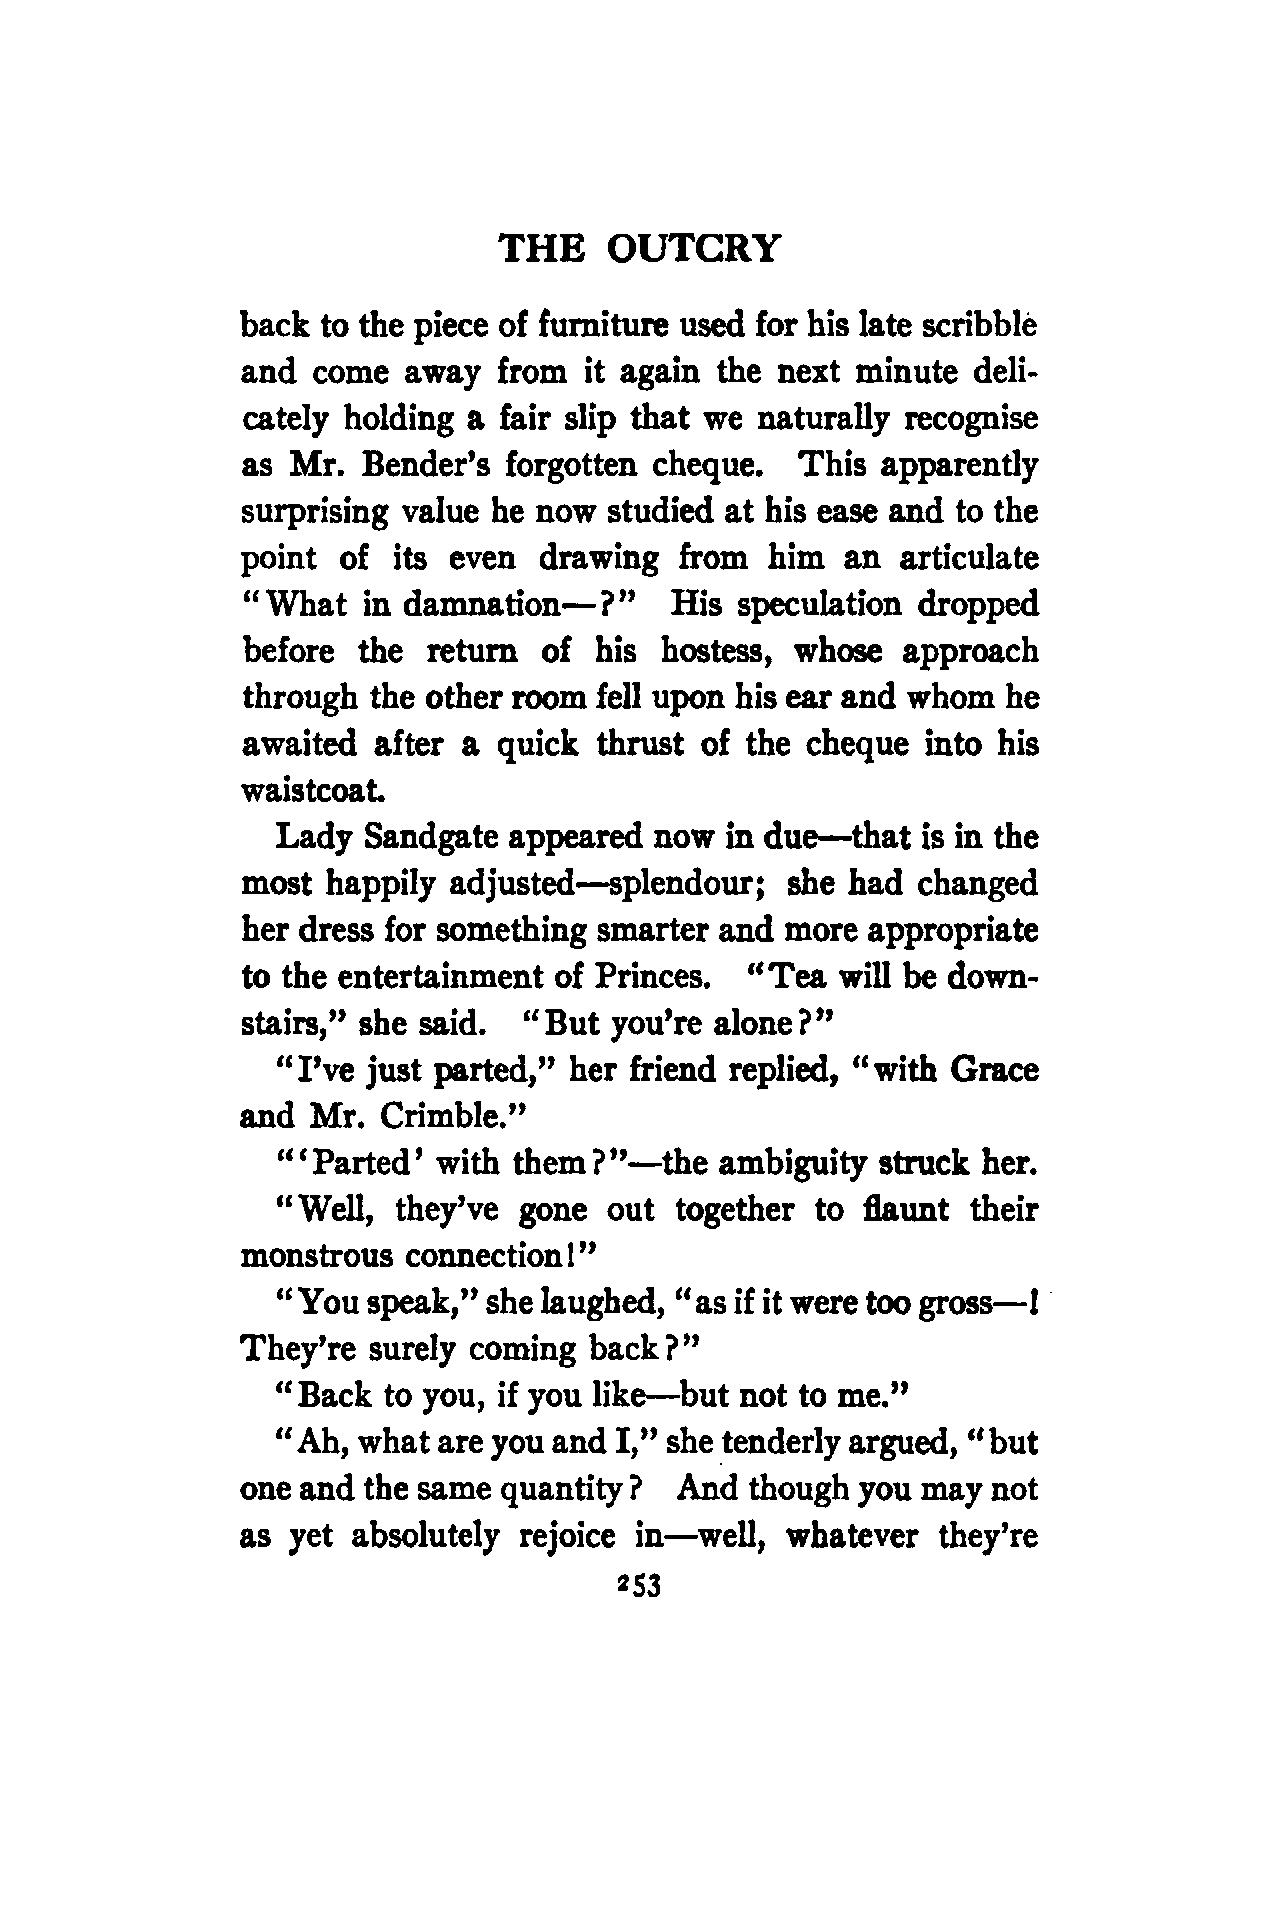 THE OUTCRY
back to the piece of furniture used for his late scribble
and come away from it again the next minute deli-
cately holding a fair slip that we naturally recognise
as Mr. Bender's forgotten cheque. This apparently
surprising value he now studied at his ease and to the
point of its even drawing from him an articulate
"What in damnation—?" His speculation dropped
before the return of his hostess, whose approach
through the other room fell upon his ear and whom he
awaited after a quick thrust of the cheque into his
waistcoat.
Lady Sandgate appeared now in due—that is in the
most happily adjusted—splendour; she had changed
her dress for something smarter and more appropriate
to the entertainment of Princes. "Tea will be down-
stairs," she said. "But you're alone?"
"I've just parted," her friend replied, "with Grace
and Mr. Crimble."
"'Parted' with them?"—the ambiguity struck her.
"Well, they've gone out together to flaunt their
monstrous connection!"
"You speak," she laughed, "as if it were too gross—!
They're surely coming back?"
"Back to you, if you like—but not to me."
"Ah, what are you and I," she tenderly argued, "but
one and the same quantity? And though you may not
as yet absolutely rejoice in—well, whatever they're
253